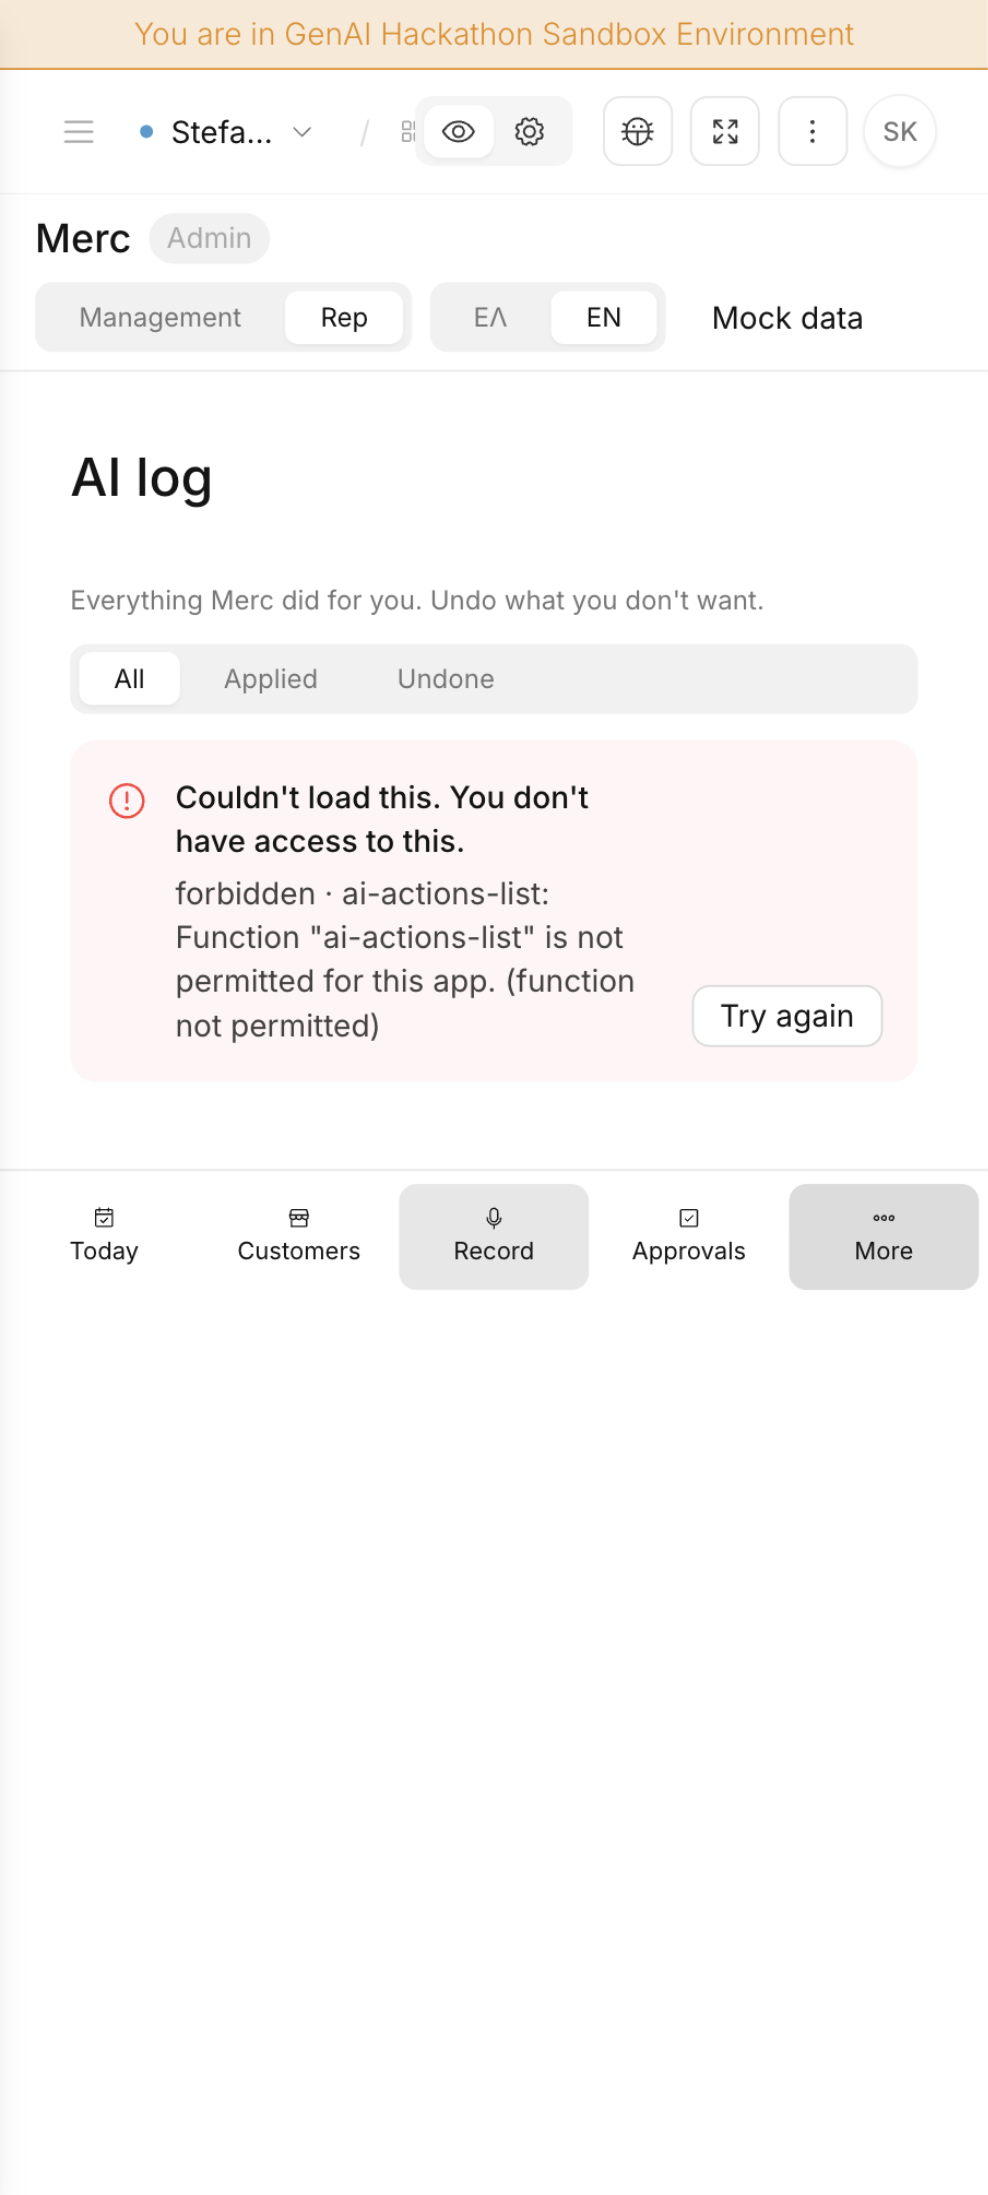 You are in GenAI Hackathon Sandbox Environment
Stefa...
/
SK
Merc
Admin
Management
Rep
ΕΛ
EN
Mock data
AI log
Everything Merc did for you. Undo what you don't want.
All
Applied
Undone
Couldn't load this. You don't
have access to this.
forbidden · ai-actions-list:
Function "ai-actions-list" is not
permitted for this app. (function
not permitted)
Try again
Today
Customers
Record
Approvals
More